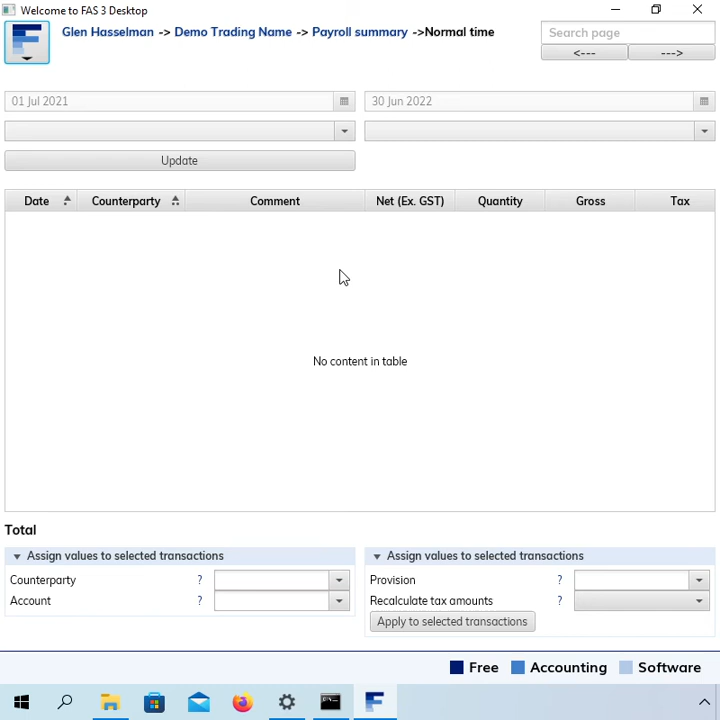 Welcome to FAS 3 Desktop
Glen Hasselman -> Demo Trading Name -> Payroll summary ->Normal time
Search page
<--- --->
01 Jul 2021 30 Jun 2022
Update
Date Counterparty Comment Net (Ex. GST) Quantity Gross Tax
No content in table
Total
Assign values to selected transactions Assign values to selected transactions
Counterparty ? Provision ?
Account ? Recalculate tax amounts ?
Apply to selected transactions
Free Accounting Software